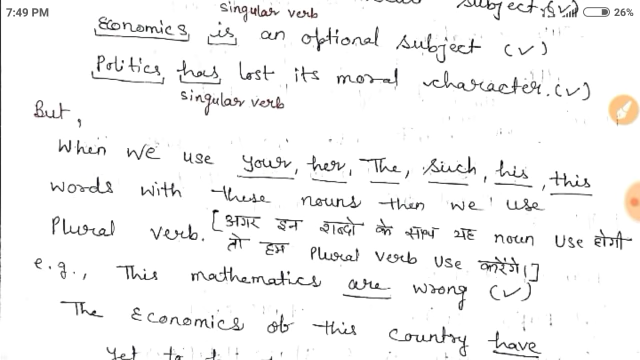 7:49 PM
26%
singular verb
subject (✓)
Economics is an optional subject (✓)
Politics has lost its moral character. (✓)
singular verb
But,
When we use your, her, The, such, his, this
words with these nouns then we use
Plural verb. [अगर इन शब्दो के साथ यह noun use होगी
तो हम Plural verb use करेंगे।]
e.g., This mathematics are wrong (✓)
The Economics of this country have
Yet to